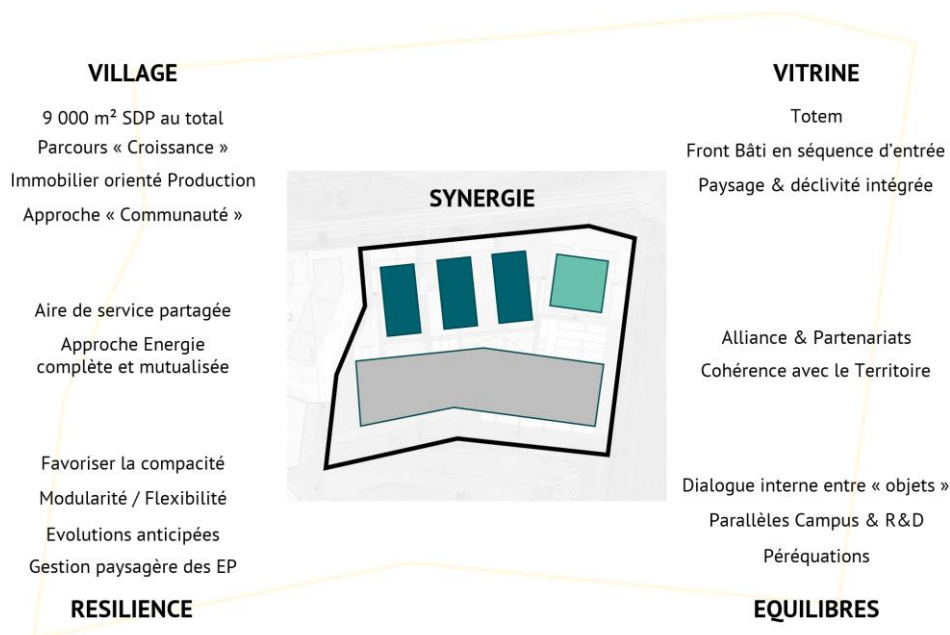 VILLAGE
9 000 m² SDP au total
Parcours « Croissance »
Immobilier orienté Production
Approche « Communauté »
Aire de service partagée
Approche Energie
complète et mutualisée
Favoriser la compacité
Modularité / Flexibilité
Evolutions anticipées
Gestion paysagère des EP
RESILIENCE
SYNERGIE
VITRINE
Totem
Front Bâti en séquence d'entrée
Paysage & déclivité intégrée
Alliance & Partenariats
Cohérence avec le Territoire
Dialogue interne entre « objets »
Parallèles Campus & R&D
Péréquations
EQUILIBRES